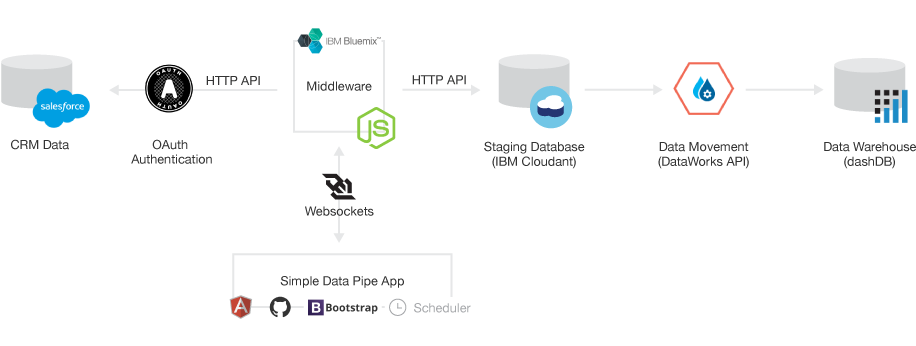 IBM Bluemix™
HTTP API
Middleware
HTTP API
OAUTH
A
OAUTH
salesforce
JS
CRM Data
OAuth
Authentication
Staging Database
(IBM Cloudant)
Data Movement
(DataWorks API)
Data Warehouse
(dashDB)
Websockets
Simple Data Pipe App
A
B Bootstrap
Scheduler